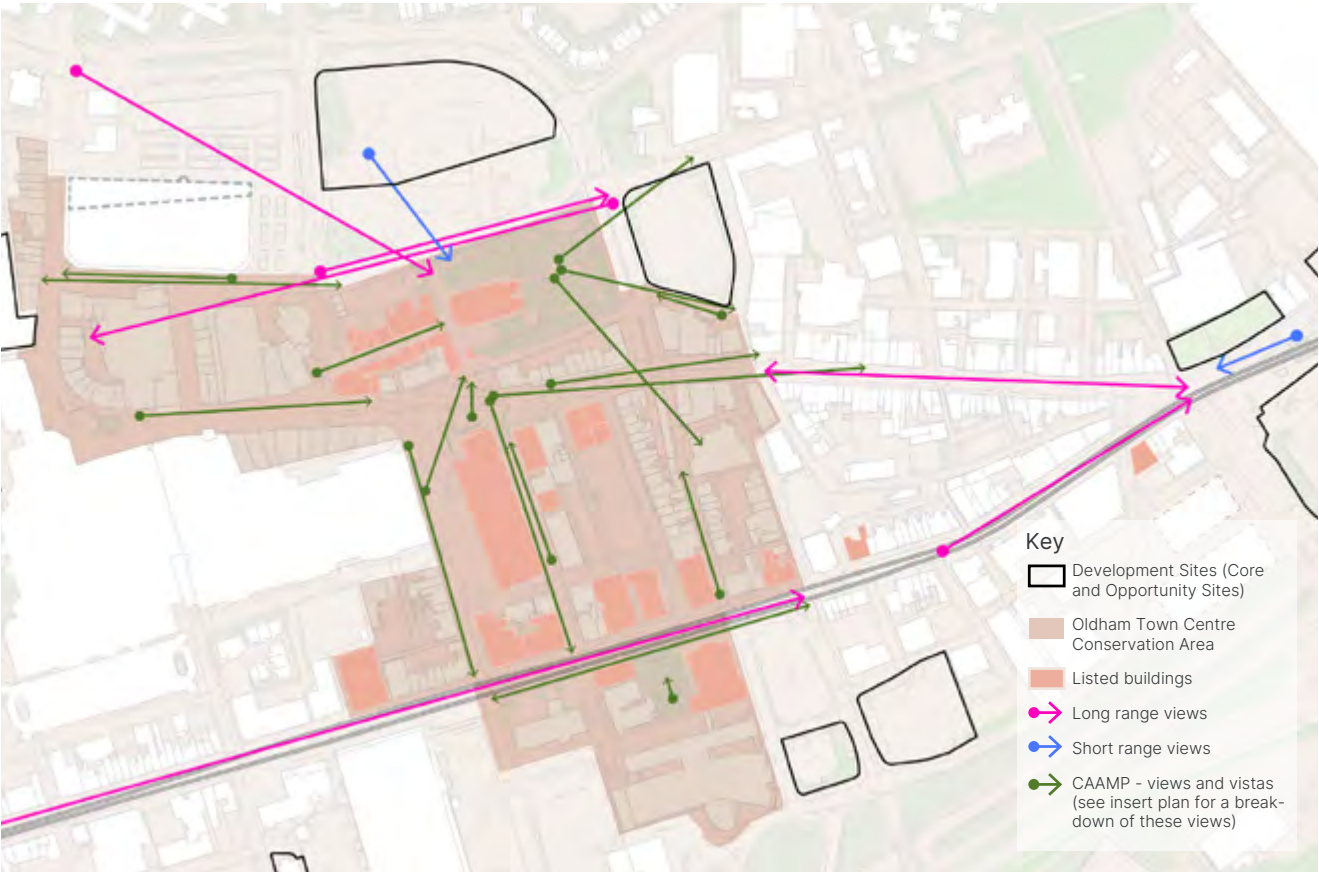 Key
Development Sites (Core
and Opportunity Sites)
Oldham Town Centre
Conservation Area
Listed buildings
Long range views
Short range views
CAAMP - views and vistas
(see insert plan for a break-
down of these views)